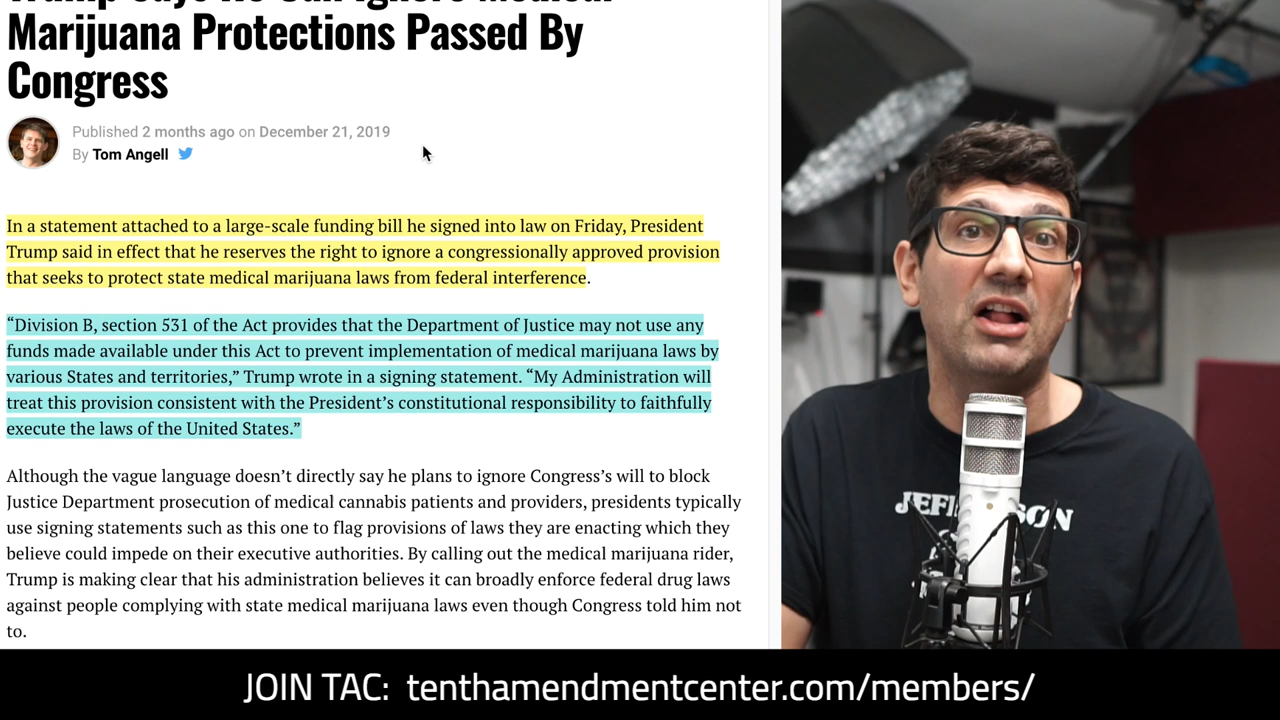 Marijuana Protections Passed By
Congress
Published 2 months ago on December 21, 2019
By Tom Angell
In a statement attached to a large-scale funding bill he signed into law on Friday, President
Trump said in effect that he reserves the right to ignore a congressionally approved provision
that seeks to protect state medical marijuana laws from federal interference.
“Division B, section 531 of the Act provides that the Department of Justice may not use any
funds made available under this Act to prevent implementation of medical marijuana laws by
various States and territories,” Trump wrote in a signing statement. “My Administration will
treat this provision consistent with the President’s constitutional responsibility to faithfully
execute the laws of the United States.”
Although the vague language doesn’t directly say he plans to ignore Congress’s will to block
Justice Department prosecution of medical cannabis patients and providers, presidents typically
use signing statements such as this one to flag provisions of laws they are enacting which they
believe could impede on their executive authorities. By calling out the medical marijuana rider,
Trump is making clear that his administration believes it can broadly enforce federal drug laws
against people complying with state medical marijuana laws even though Congress told him not
to.
JOIN TAC: tenthamendmentcenter.com/members/